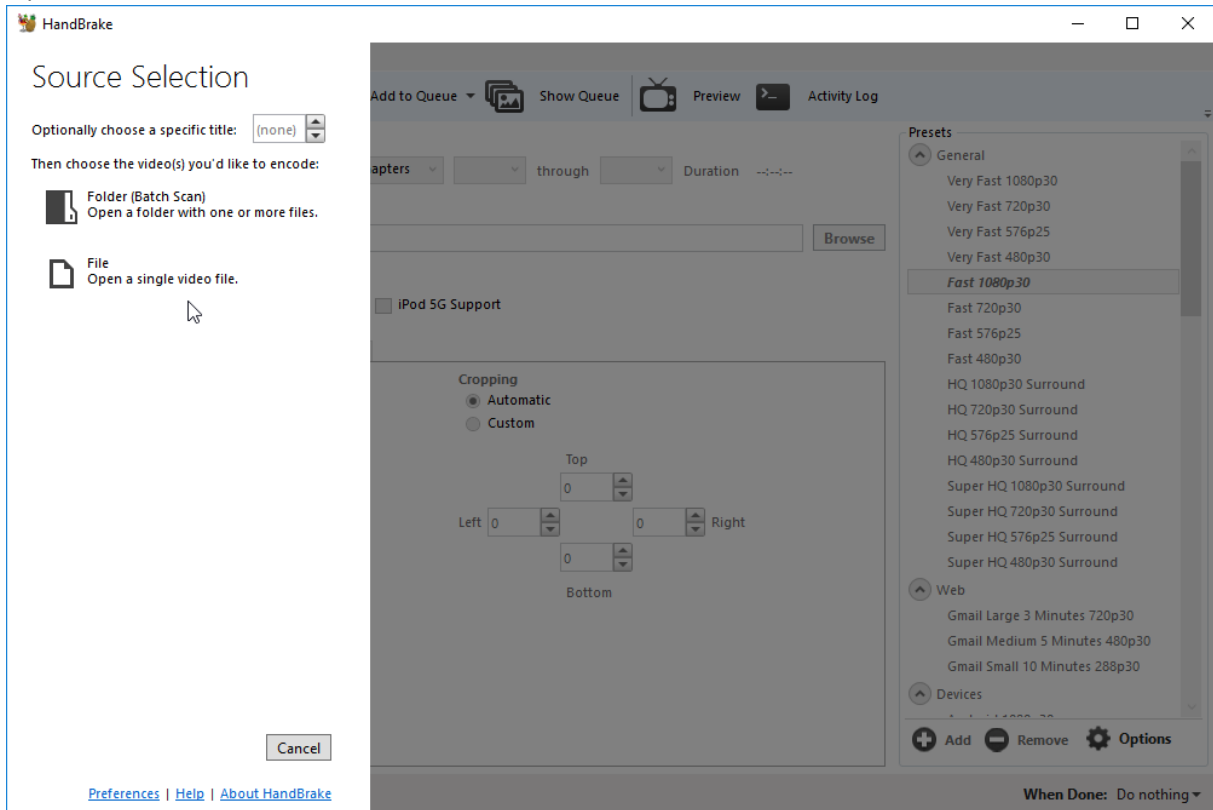 HandBrake
Source Selection
Optionally choose a specific title: (none)
Then choose the video(s) you'd like to encode:
Folder (Batch Scan)
Open a folder with one or more files.
File
Open a single video file.
Cancel
Preferences | Help | About HandBrake
Add to Queue Show Queue Preview Activity Log
apters through Duration --:--:--
Browse
iPod 5G Support
Cropping
Automatic
Custom
Top
0
Left 0 0 Right
0
Bottom
Presets
General
Very Fast 1080p30
Very Fast 720p30
Very Fast 576p25
Very Fast 480p30
Fast 1080p30
Fast 720p30
Fast 576p25
Fast 480p30
HQ 1080p30 Surround
HQ 720p30 Surround
HQ 576p25 Surround
HQ 480p30 Surround
Super HQ 1080p30 Surround
Super HQ 720p30 Surround
Super HQ 576p25 Surround
Super HQ 480p30 Surround
Web
Gmail Large 3 Minutes 720p30
Gmail Medium 5 Minutes 480p30
Gmail Small 10 Minutes 288p30
Devices
Add Remove Options
When Done: Do nothing